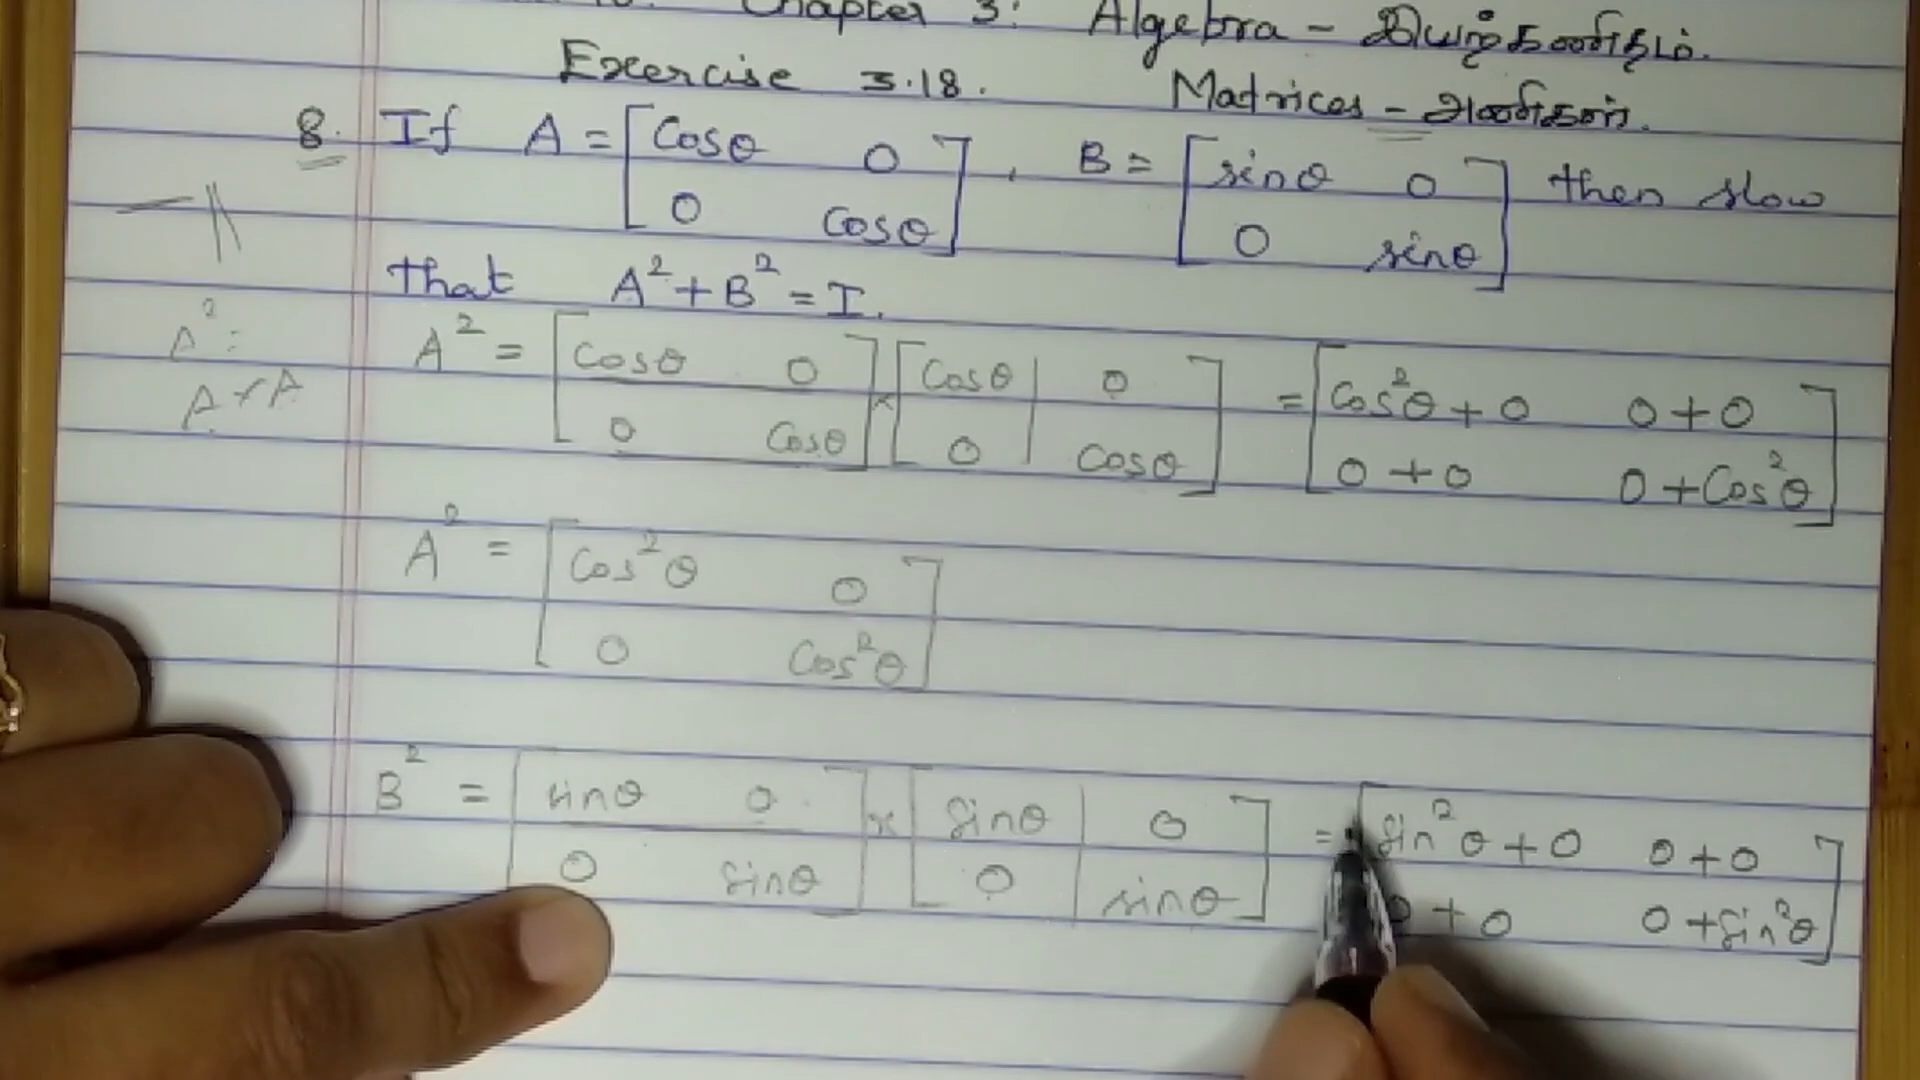 Chapter 3: Algebra - இயற்கணிதம்.
Exercise 3.18. Matrices - அணிகள்.
8. If A = [Cosθ 0 , B = [sinθ 0 ] then slow
0 Cosθ] 0 sinθ]
that A²+B² = I.
A² = A² = [Cosθ 0 ] × [Cosθ 0 ] = [Cos²θ+0 0+0
A×A 0 Cosθ] 0 Cosθ] 0+0 0+Cos²θ]
A² = [Cos²θ 0
0 Cos²θ]
B² = [sinθ 0 ] × [Sinθ 0 ] = [Sin²θ+0 0+0
0 Sinθ] 0 sinθ] 0+0 0+Sin²θ]